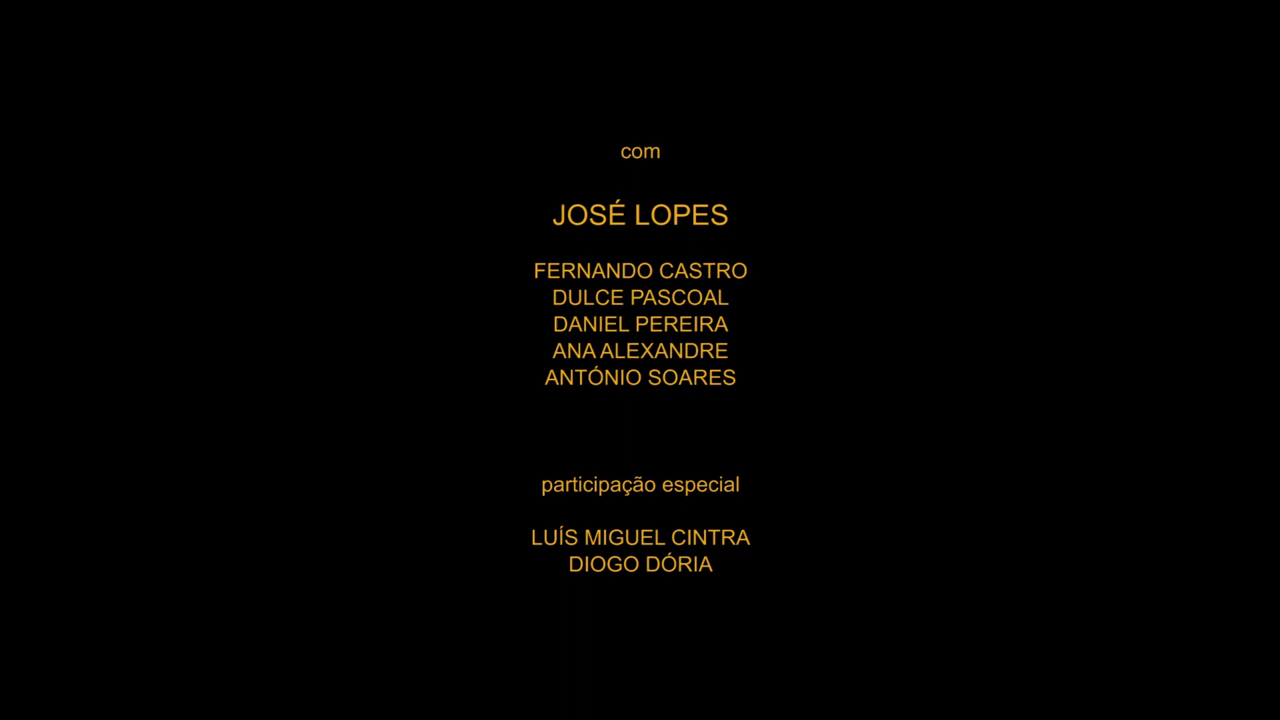 com
JOSÉ LOPES
FERNANDO CASTRO
DULCE PASCOAL
DANIEL PEREIRA
ANA ALEXANDRE
ANTÓNIO SOARES
participação especial
LUÍS MIGUEL CINTRA
DIOGO DÓRIA